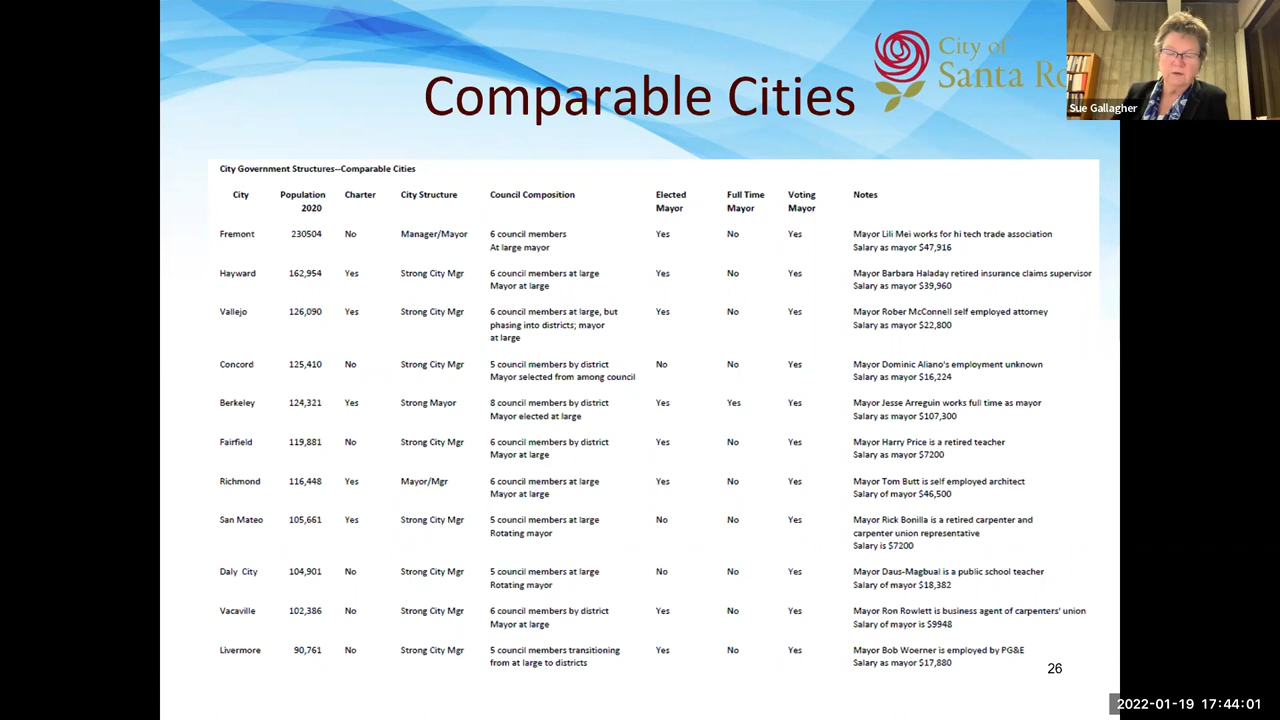 City of
Santa Ro
Comparable Cities
Sue Gallagher
City Government Structures--Comparable Cities
City Population 2020 Charter City Structure Council Composition Elected Mayor Full Time Mayor Voting Mayor Notes
Fremont 230504 No Manager/Mayor 6 council members Yes No Yes Mayor Lili Mei works for hi tech trade association
At large mayor Salary as mayor $47,916
Hayward 162,954 Yes Strong City Mgr 6 council members at large Yes No Yes Mayor Barbara Haladay retired insurance claims supervisor
Mayor at large Salary as mayor $39,960
Vallejo 126,090 Yes Strong City Mgr 6 council members at large, but Yes No Yes Mayor Rober McConnell self employed attorney
phasing into districts; mayor Salary as mayor $22,800
at large
Concord 125,410 No Strong City Mgr 5 council members by district No No Yes Mayor Dominic Aliano's employment unknown
Mayor selected from among council Salary as mayor $16,224
Berkeley 124,321 Yes Strong Mayor 8 council members by district Yes Yes Yes Mayor Jesse Arreguin works full time as mayor
Mayor elected at large Salary as mayor $107,300
Fairfield 119,881 No Strong City Mgr 6 council members by district Yes No Yes Mayor Harry Price is a retired teacher
Mayor at large Salary as mayor $7200
Richmond 116,448 Yes Mayor/Mgr 6 council members at large Yes No Yes Mayor Tom Butt is self employed architect
Mayor at large Salary of mayor $46,500
San Mateo 105,661 Yes Strong City Mgr 5 council members at large No No Yes Mayor Rick Bonilla is a retired carpenter and
Rotating mayor carpenter union representative
Salary is $7200
Daly City 104,901 No Strong City Mgr 5 council members at large No No Yes Mayor Daus-Magbual is a public school teacher
Rotating mayor Salary of mayor $18,382
Vacaville 102,386 No Strong City Mgr 6 council members by district Yes No Yes Mayor Ron Rowlett is business agent of carpenters' union
Mayor at large Salary of mayor is $9948
Livermore 90,761 No Strong City Mgr 5 council members transitioning Yes No Yes Mayor Bob Woerner is employed by PG&E
from at large to districts Salary as mayor $17,880
26
2022-01-19 17:44:01